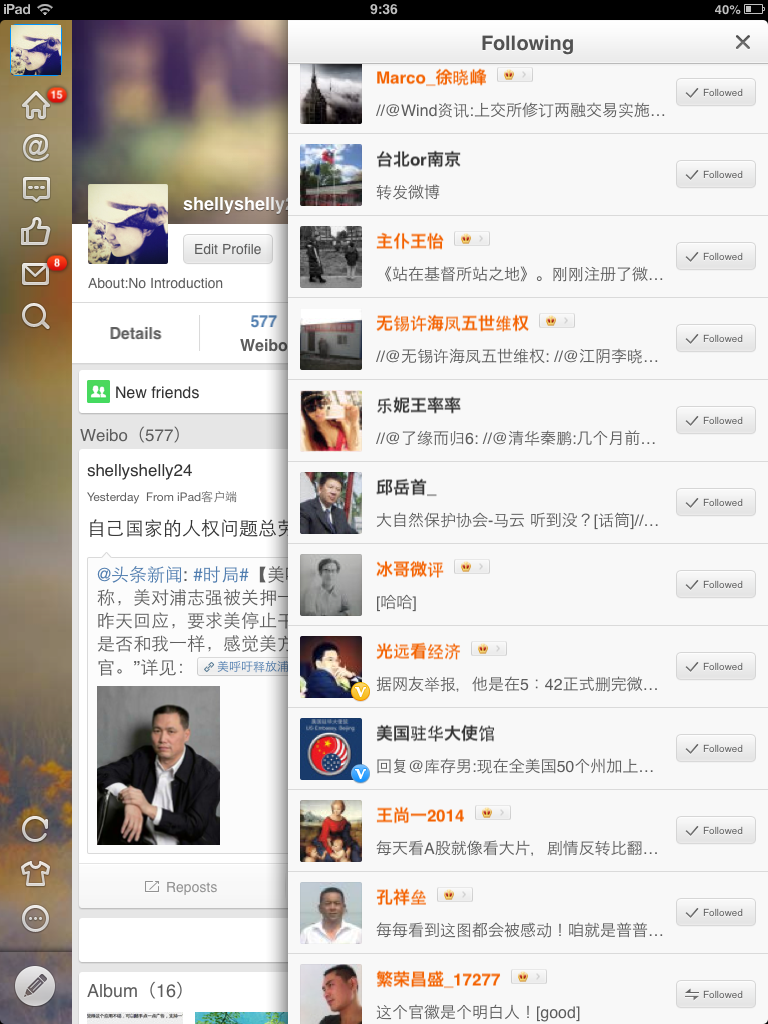 iPad
9:36
40%
15
8
shellyshelly2
Edit Profile
About:No Introduction
Details
577
Weibo
New friends
Weibo（577）
shellyshelly24
Yesterday From iPad客户端
自己国家的人权问题总
@头条新闻: #时局#【美
称，美对浦志强被关押一
昨天回应，要求美停止干
是否和我一样，感觉美方
官。”详见：
美呼吁释放浦
Reposts
Album（16）
Following
Marco_徐晓峰
//@Wind资讯:上交所修订两融交易实施…
Followed
台北or南京
转发微博
Followed
主仆王怡
《站在基督所站之地》。刚刚注册了微…
Followed
无锡许海凤五世维权
//@无锡许海凤五世维权: //@江阴李晓…
Followed
乐妮王率率
//@了缘而归6: //@清华秦鹏:几个月前…
Followed
邱岳首_
大自然保护协会-马云 听到没？[话筒]//…
Followed
冰哥微评
[哈哈]
Followed
光远看经济
据网友举报，他是在5：42正式删完微…
Followed
美国驻华大使馆
US Embassy, Beijing
美国驻华大使馆
回复@库存男:现在全美国50个州加上…
Followed
王尚一2014
每天看A股就像看大片，剧情反转比翻…
Followed
孔祥垒
每每看到这图都会被感动！咱就是普普…
Followed
繁荣昌盛_17277
这个官徽是个明白人！[good]
Followed